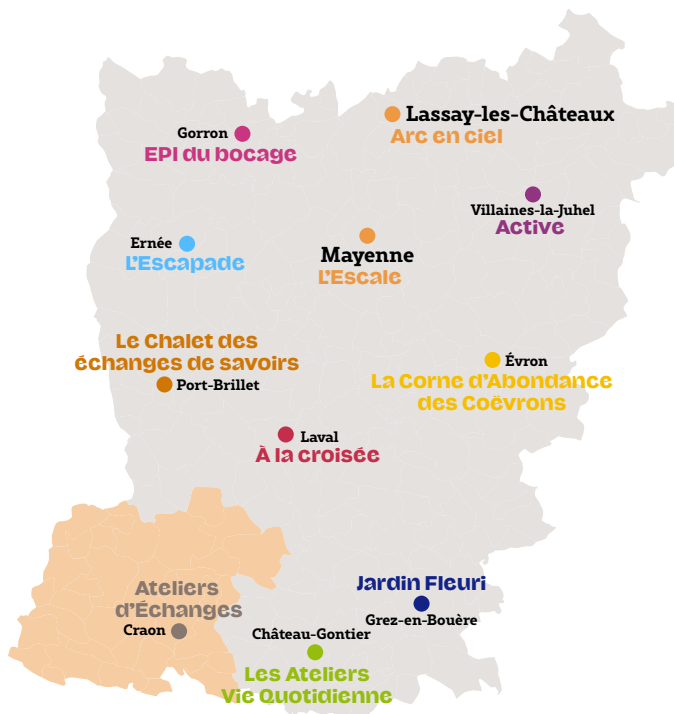 Lassay-les-Châteaux
Arc en ciel
Gorron
EPI du bocage
Villaines-la-Juhel
Active
Ernée
L'Escapade
Mayenne
L'Escale
Le Chalet des
échanges de savoirs
Port-Brillet
Évron
La Corne d'Abondance
des Coëvrons
Laval
À la croisée
Ateliers
d'Échanges
Craon
Jardin Fleuri
Grez-en-Bouère
Château-Gontier
Les Ateliers
Vie Quotidienne